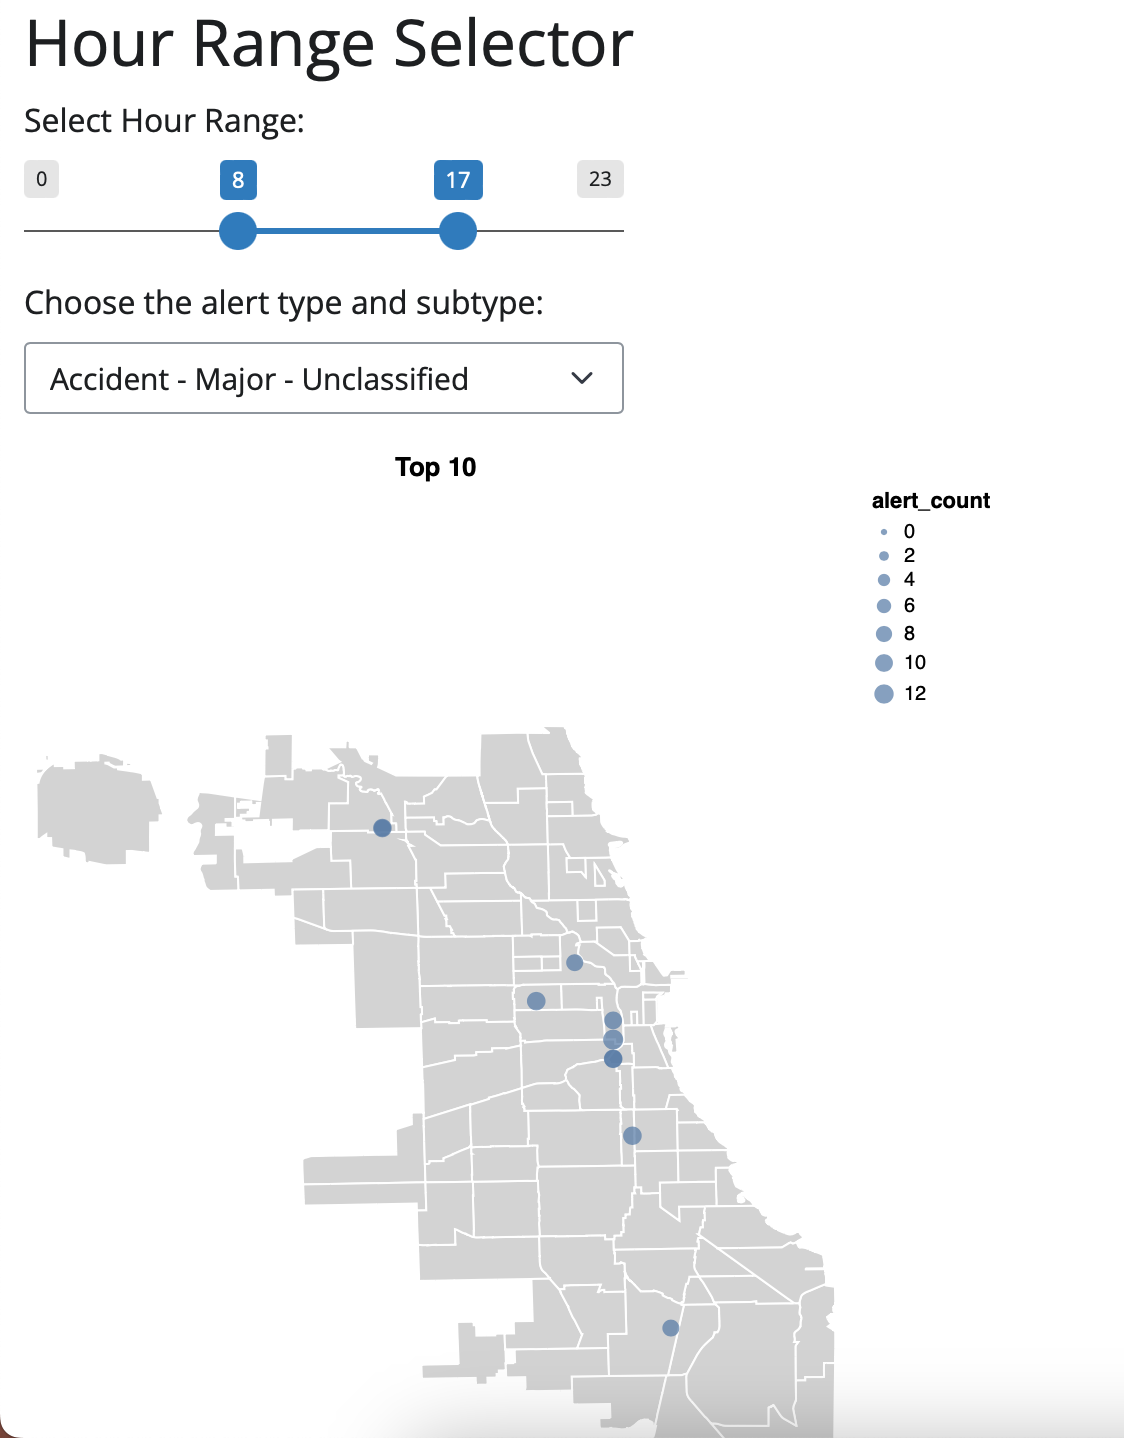 Hour Range Selector
Select Hour Range:
0 8 17 23
Choose the alert type and subtype:
Accident - Major - Unclassified
Top 10
alert_count
0
2
4
6
8
10
12